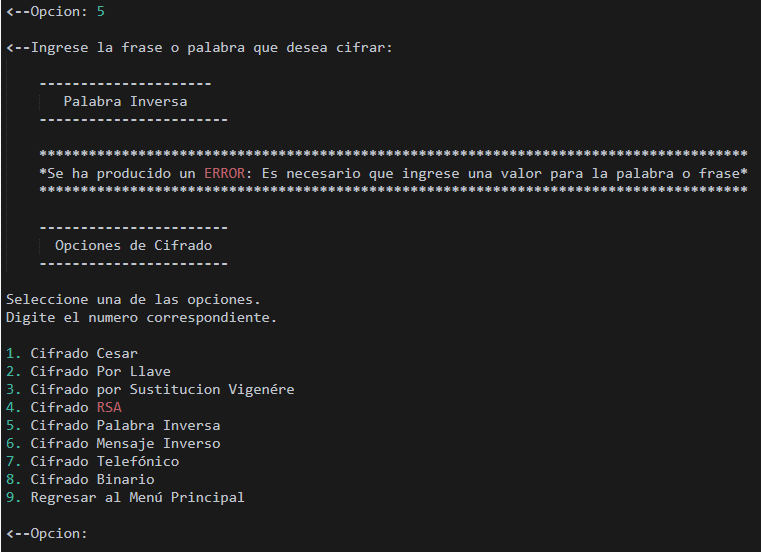 <--Opcion: 5
<--Ingrese la frase o palabra que desea cifrar:
---------------------
Palabra Inversa
-----------------------
**************************************************************************************
*Se ha producido un ERROR: Es necesario que ingrese una valor para la palabra o frase*
**************************************************************************************
-----------------------
Opciones de Cifrado
-----------------------
Seleccione una de las opciones.
Digite el numero correspondiente.
1. Cifrado Cesar
2. Cifrado Por Llave
3. Cifrado por Sustitucion Vigenére
4. Cifrado RSA
5. Cifrado Palabra Inversa
6. Cifrado Mensaje Inverso
7. Cifrado Telefónico
8. Cifrado Binario
9. Regresar al Menú Principal
<--Opcion: